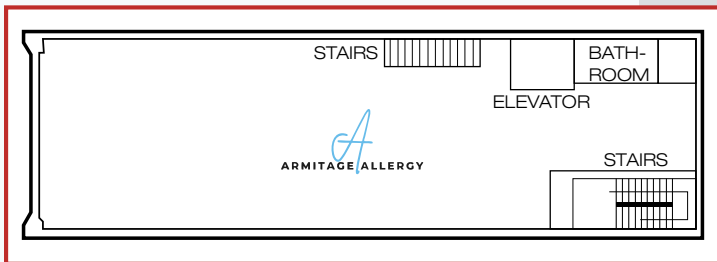 STAIRS
BATH-
ROOM
ELEVATOR
A
ARMITAGE ALLERGY
STAIRS